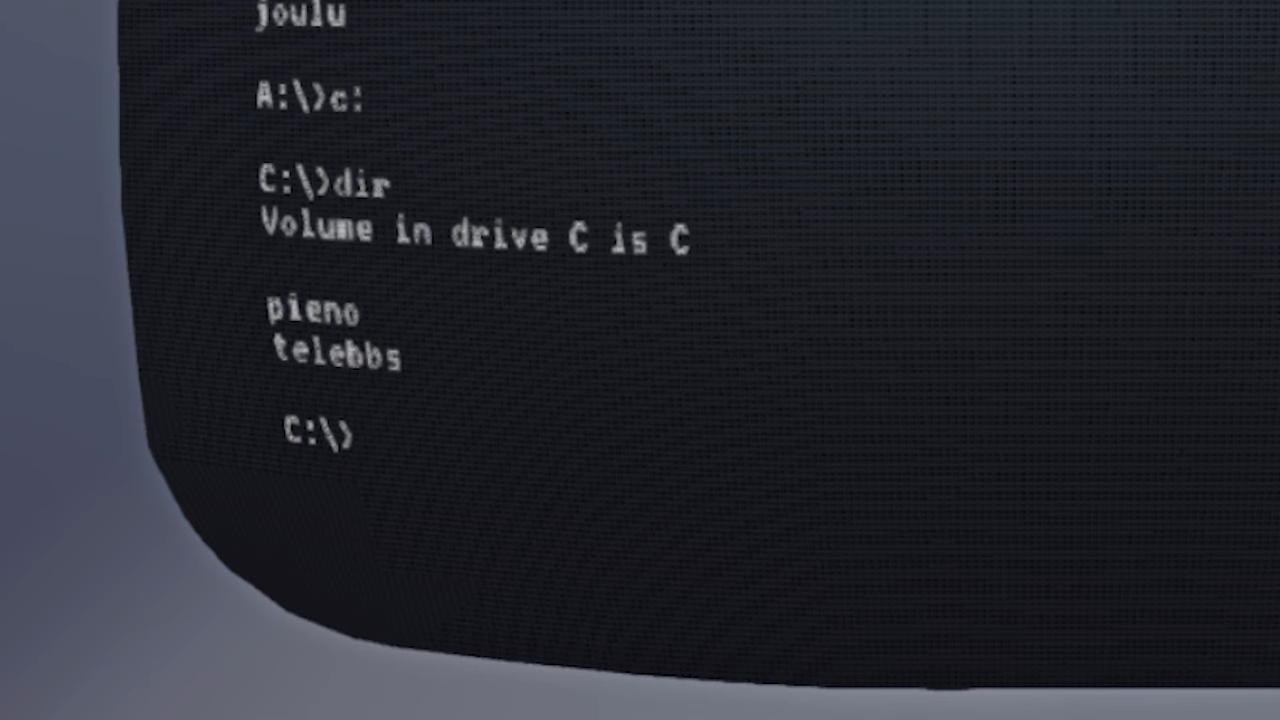 joulu
A:\>c:
C:\>dir
Volume in drive C is C
pieno
telebbs
C:\>